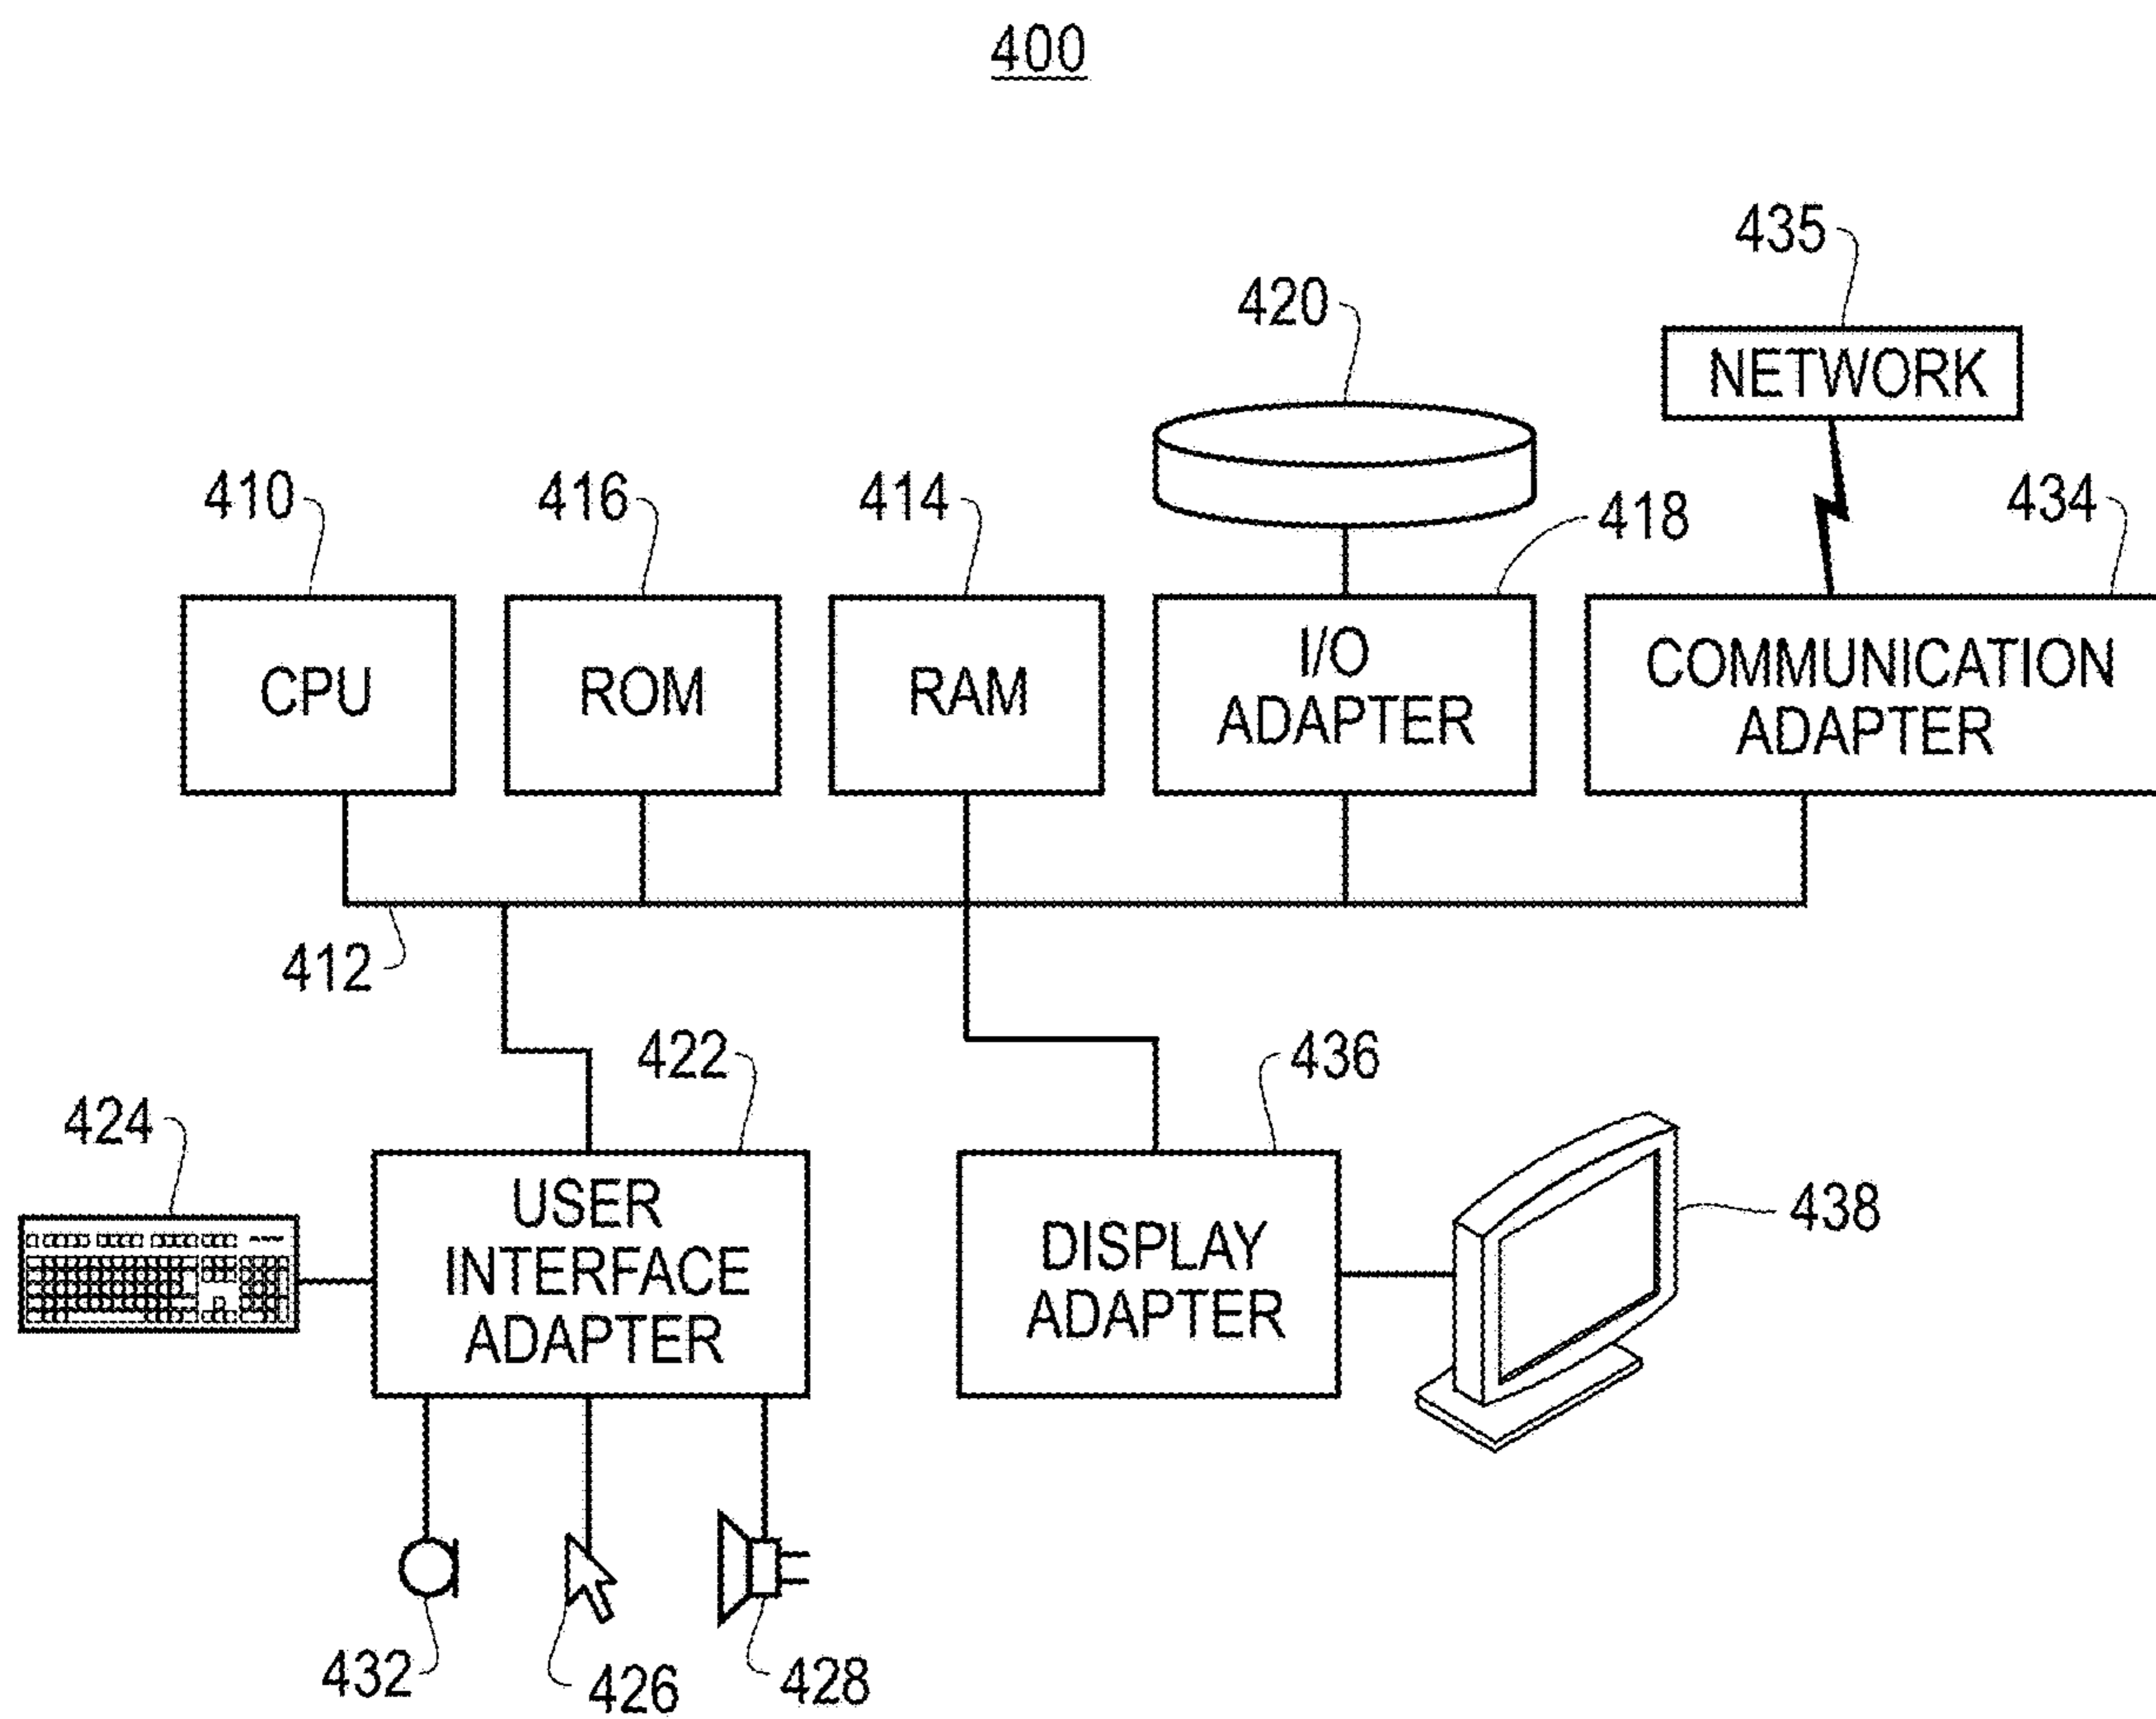 400
435
NETWORK
420
410
416
414
418
434
CPU
ROM
RAM
I/O
ADAPTER
COMMUNICATION
ADAPTER
412
422
436
424
USER
INTERFACE
ADAPTER
DISPLAY
ADAPTER
438
432
426
428